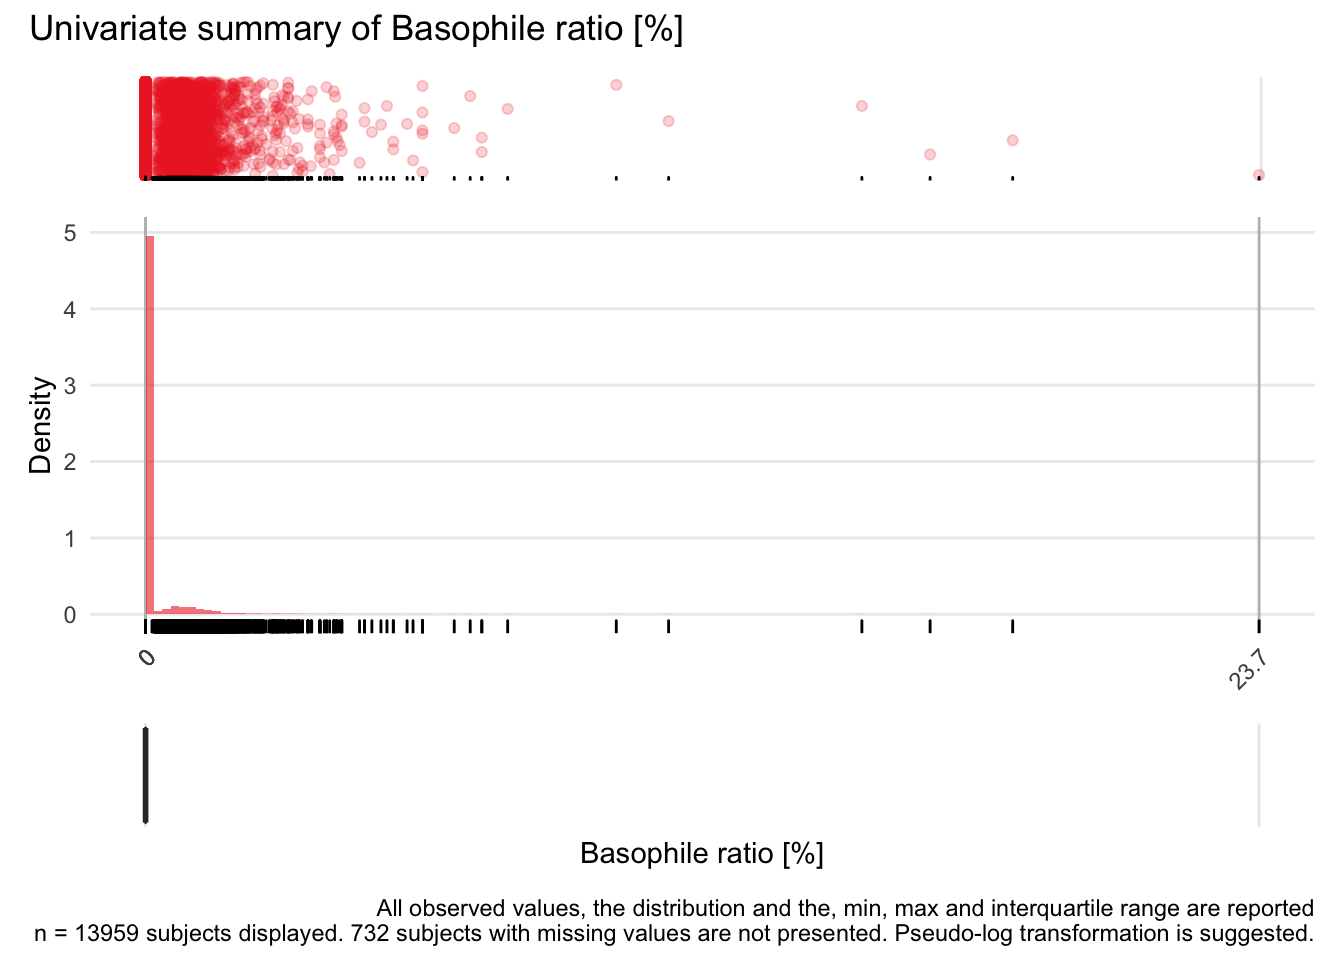 Univariate summary of Basophile ratio [%]
5
4
3
2
1
0
Density
0
23.7
Basophile ratio [%]
All observed values, the distribution and the, min, max and interquartile range are reported
n = 13959 subjects displayed. 732 subjects with missing values are not presented. Pseudo-log transformation is suggested.